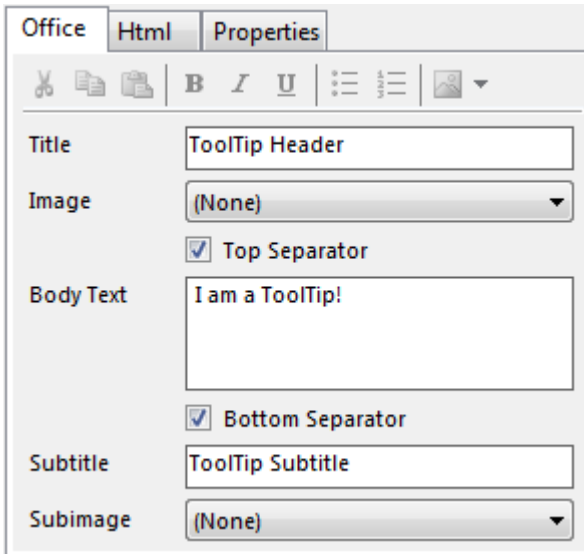 Office Html Properties
B I U
Title ToolTip Header
Image (None)
Top Separator
Body Text I am a ToolTip!
Bottom Separator
Subtitle ToolTip Subtitle
Subimage (None)